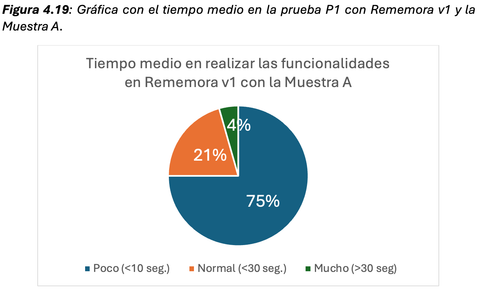 Figura 4.19: Gráfica con el tiempo medio en la prueba P1 con Rememora v1 y la
Muestra A.
Tiempo medio en realizar las funcionalidades
en Rememora v1 con la Muestra A
4%
21%
75%
Poco (<10 seg.) Normal (<30 seg.) Mucho (>30 seg)